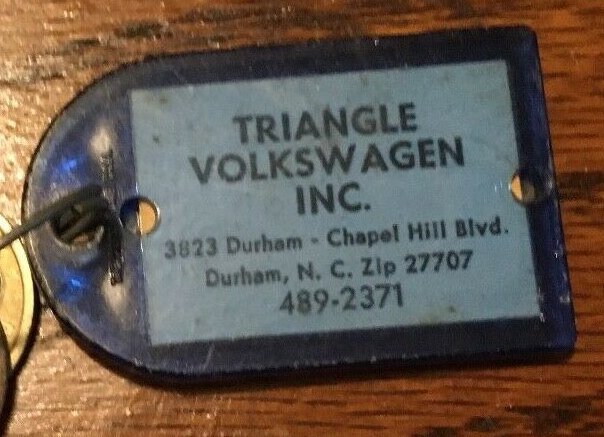 TRIANGLE
VOLKSWAGEN
INC.
3823 Durham - Chapel Hill Blvd.
Durham, N. C. Zip 27707
489-2371